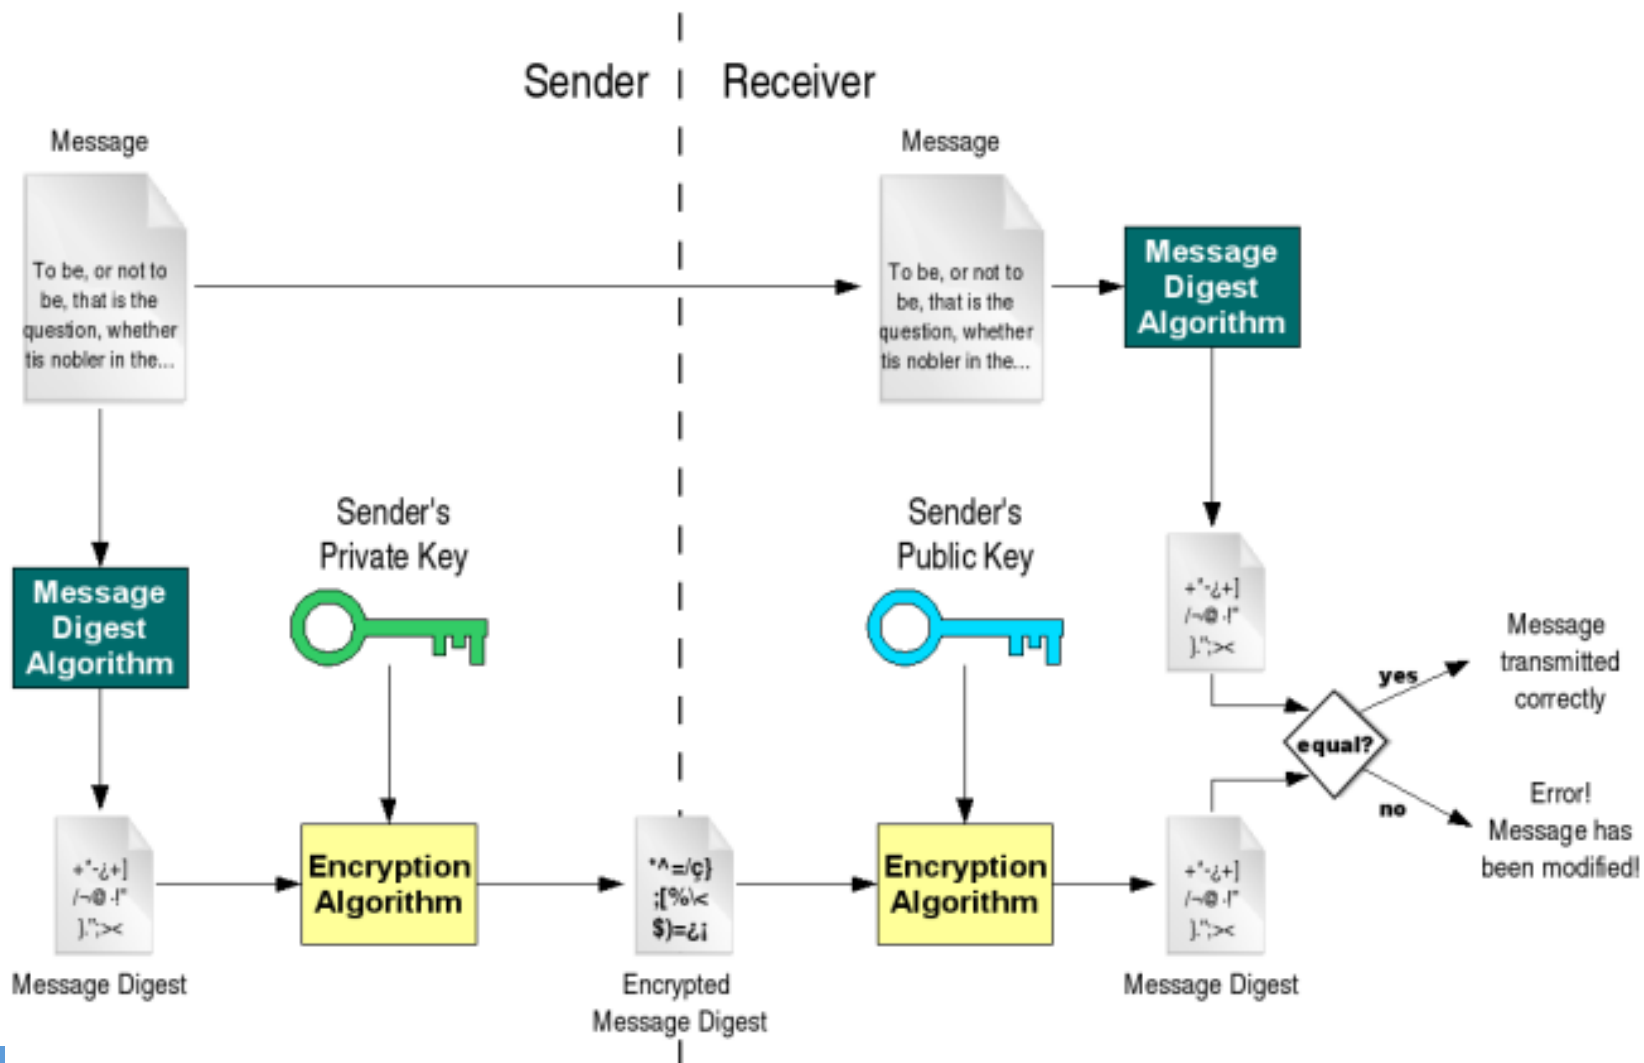 Sender
Receiver
Message
To be, or not to
be, that is the
question, whether
tis nobler in the...
Message
To be, or not to
be, that is the
question, whether
tis nobler in the...
Message
Digest
Algorithm
Sender's
Private Key
Sender's
Public Key
Message
Digest
Algorithm
+*-¿+]
/¬@
}.";><
yes
Message
transmitted
correctly
equal?
no
Error!
Message has
been modified!
+*-¿+]
/¬@
}.";><
Message Digest
Encryption
Algorithm
*^=/ç}
;[%\<
$)=¿¡
Encrypted
Message Digest
Encryption
Algorithm
+*-¿+]
/¬@
}.";><
Message Digest